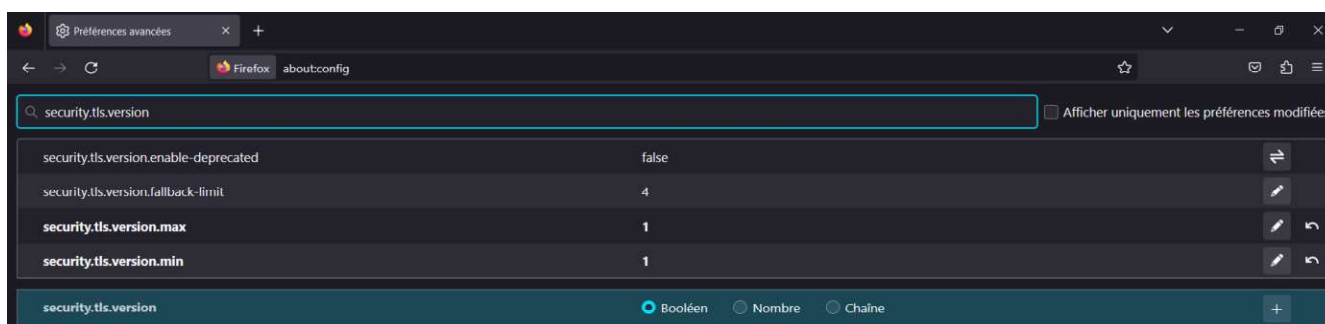 Préférences avancées
Firefox about:config
security.tls.version Afficher uniquement les préférences modifiées
security.tls.version.enable-deprecated false
security.tls.version.fallback-limit 4
security.tls.version.max 1
security.tls.version.min 1
security.tls.version Booléen Nombre Chaîne